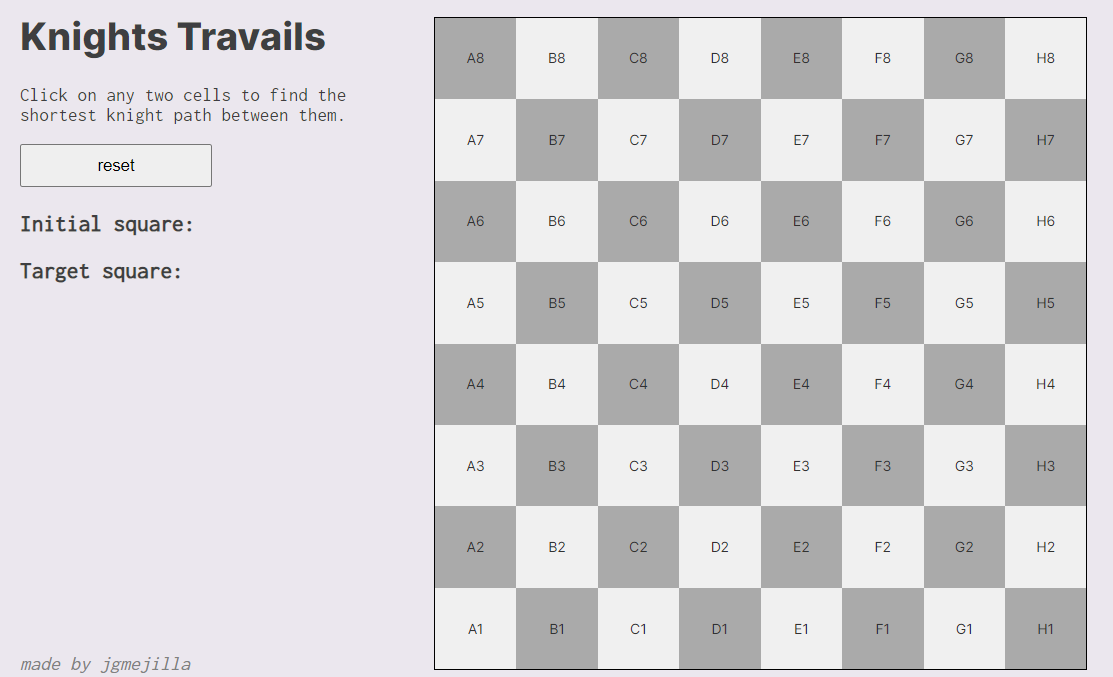 Knights Travails
Click on any two cells to find the
shortest knight path between them.
reset
Initial square:
Target square:
made by jgmejilla
A8 B8 C8 D8 E8 F8 G8 H8
A7 B7 C7 D7 E7 F7 G7 H7
A6 B6 C6 D6 E6 F6 G6 H6
A5 B5 C5 D5 E5 F5 G5 H5
A4 B4 C4 D4 E4 F4 G4 H4
A3 B3 C3 D3 E3 F3 G3 H3
A2 B2 C2 D2 E2 F2 G2 H2
A1 B1 C1 D1 E1 F1 G1 H1